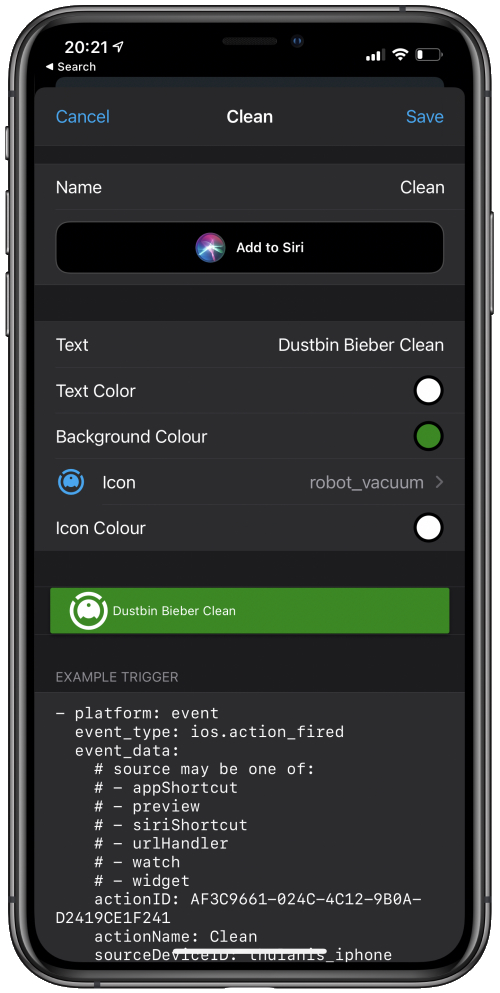 20:21
Search
Cancel
Clean
Save
Name
Clean
Add to Siri
Text
Dustbin Bieber Clean
Text Color
Background Colour
Icon
robot_vacuum
Icon Colour
Dustbin Bieber Clean
EXAMPLE TRIGGER
- platform: event
event_type: ios.action_fired
event_data:
# source may be one of:
# - appShortcut
# - preview
# - siriShortcut
# - urlHandler
# - watch
# - widget
actionID: AF3C9661-024C-4C12-9B0A-
D2419CE1F241
actionName: Clean
sourceDeviceID: thulanis_iphone